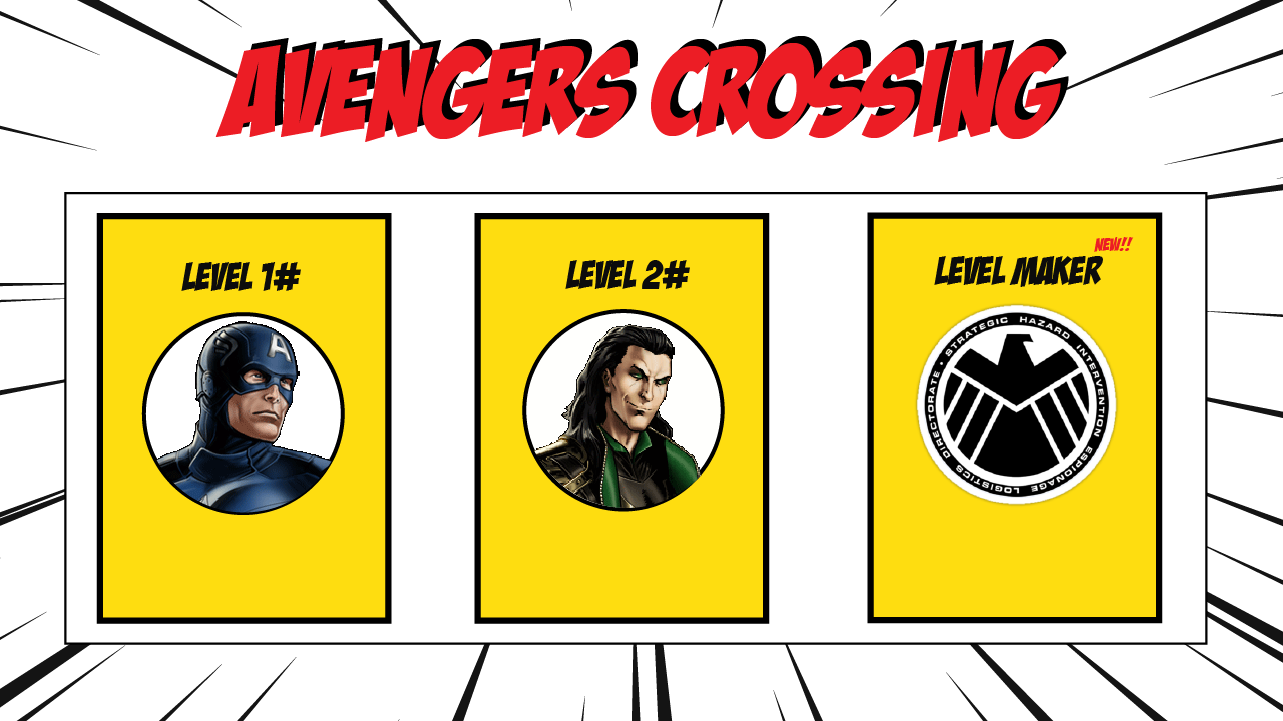 AVENGERS CROSSING
LEVEL 1#
LEVEL 2#
NEW!!
LEVEL MAKER
STRATEGIC HAZARD INTERVENTION ESPIONAGE LOGISTICS DIRECTORATE •
A